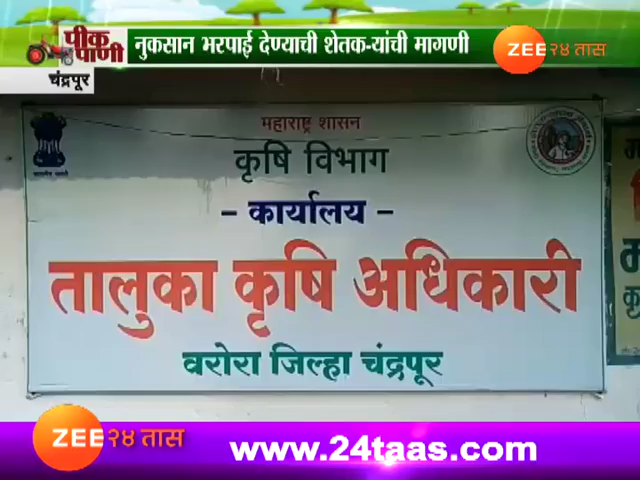 पीक
पाणी
नुकसान भरपाई देण्याची शेतक-यांची मागणी
ZEE २४ तास
चंद्रपूर
महाराष्ट्र शासन
कृषि विभाग
- कार्यालय -
तालुका कृषि अधिकारी
वरोरा जिल्हा चंद्रपूर
ZEE २४ तास
www.24taas.com